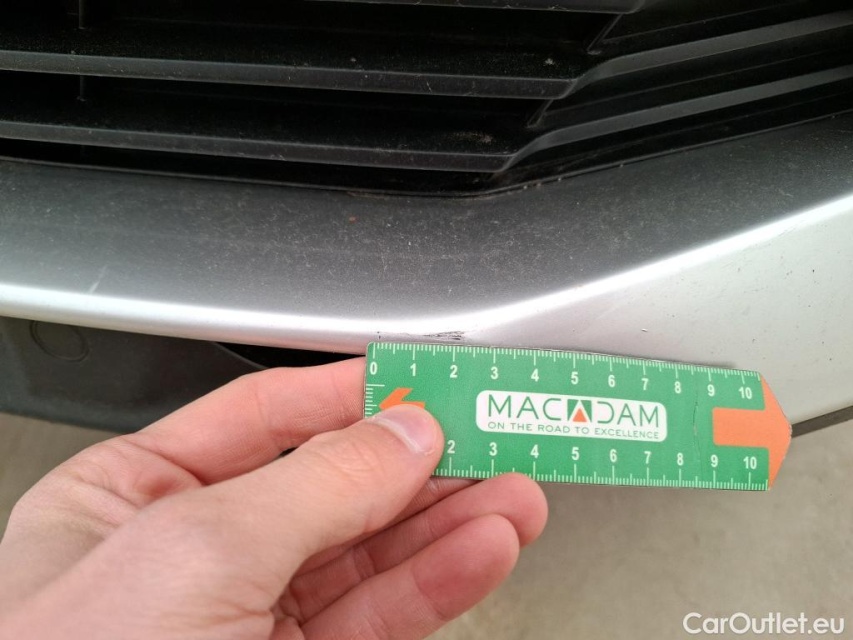 0 1 2 3 4 5 6 7 8 9 10
MACADAM
ON THE ROAD TO EXCELLENCE
2 3 4 5 6 7 8 9 10
CarOutlet.eu